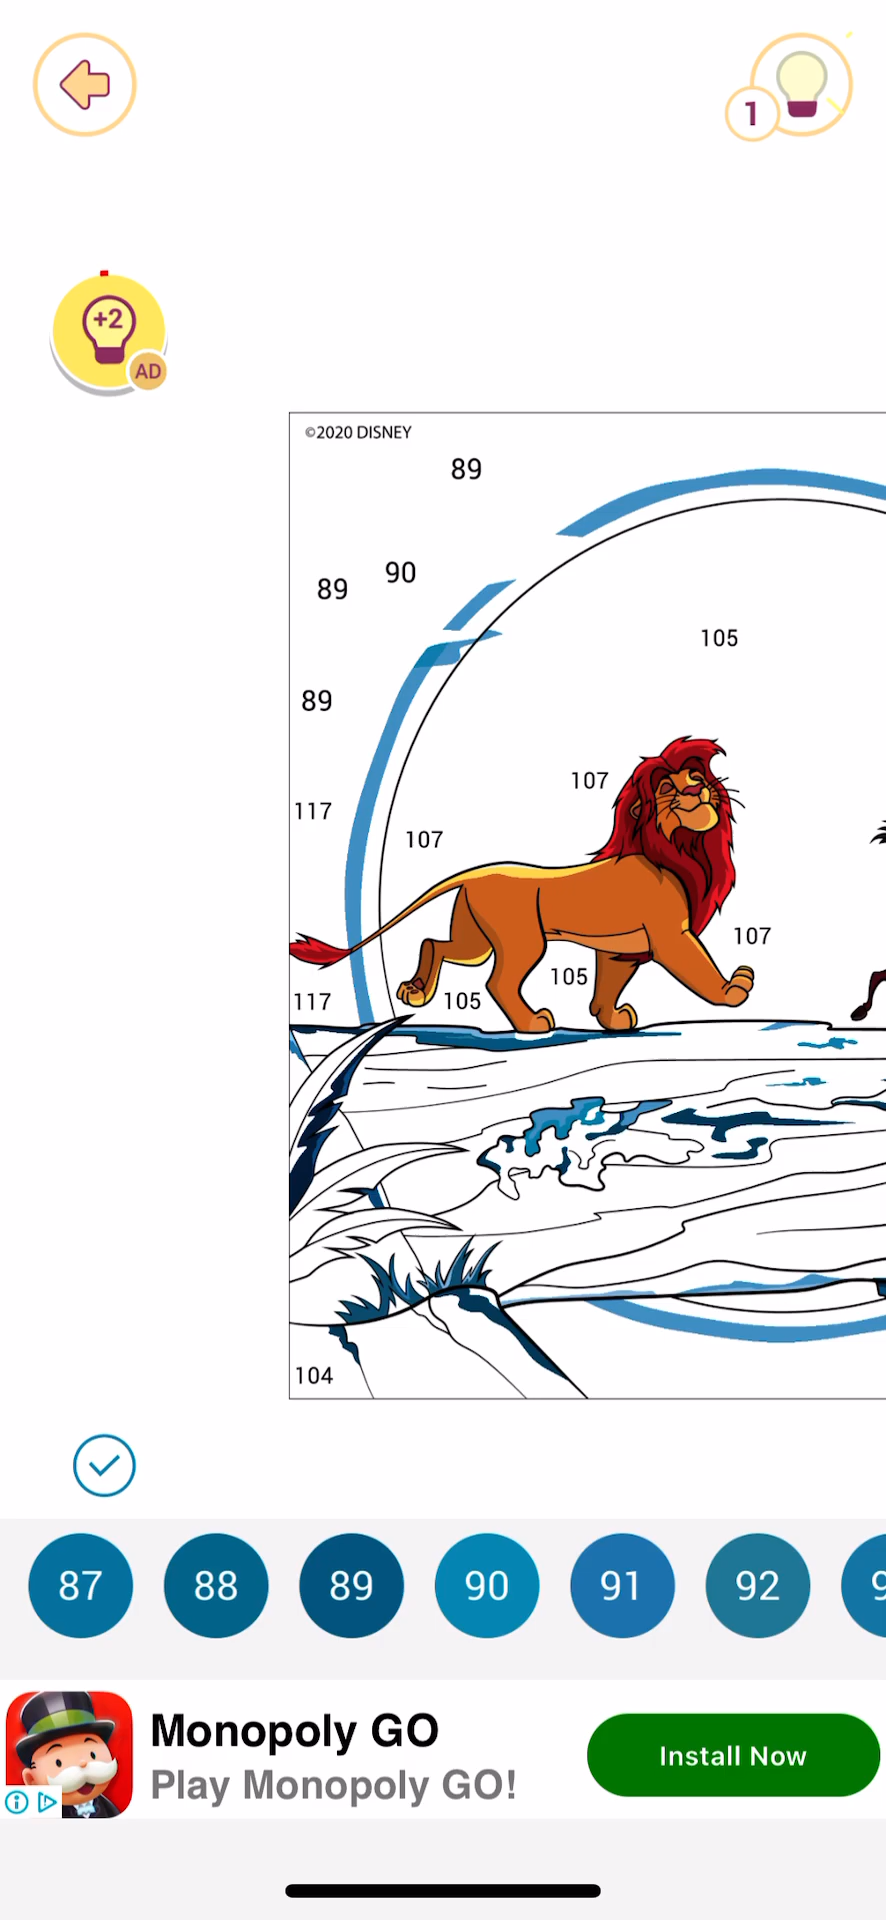 1
+2
AD
©2020 DISNEY
89
90
89
105
89
107
117
107
107
105
117
105
104
87 88 89 90 91 92 9
Monopoly GO
Play Monopoly GO!
Install Now